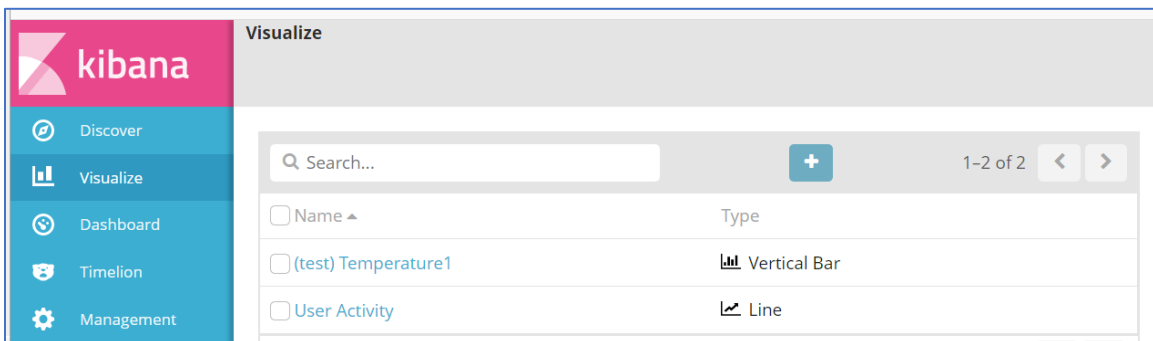 kibana
Visualize
Discover
Visualize
Dashboard
Timelion
Management
Search...
+
1–2 of 2
Name
Type
(test) Temperature1
Vertical Bar
User Activity
Line